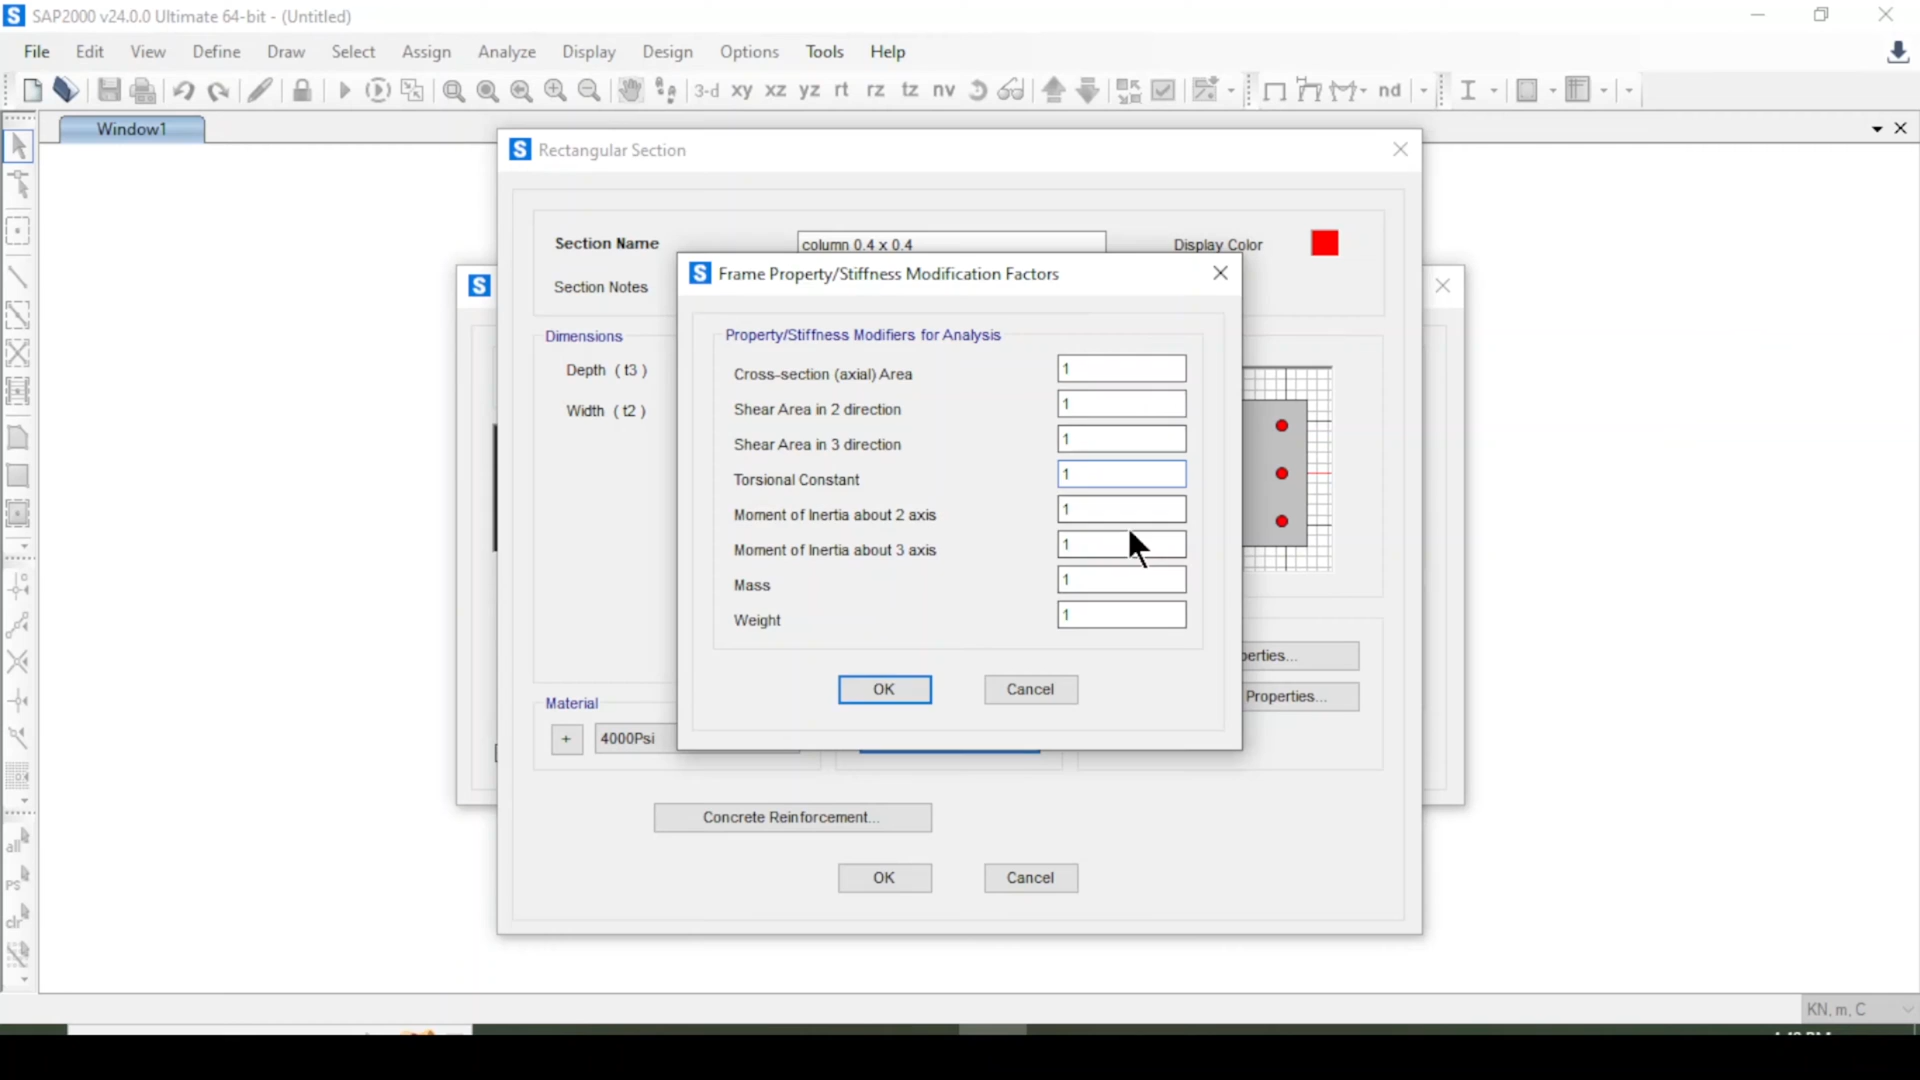 SAP2000 v24.0.0 Ultimate 64-bit - (Untitled)
File Edit View Define Draw Select Assign Analyze Display Design Options Tools Help
3-d xy xz yz rt rz tz nv nd
Window1
Rectangular Section
Section Name column 0.4 x 0.4 Display Color
Section Notes
Frame Property/Stiffness Modification Factors
Dimensions
Depth ( t3 )
Width ( t2 )
Property/Stiffness Modifiers for Analysis
Cross-section (axial) Area 1
Shear Area in 2 direction 1
Shear Area in 3 direction 1
Torsional Constant 1
Moment of Inertia about 2 axis 1
Moment of Inertia about 3 axis 1
Mass 1
Weight 1
OK Cancel
perties...
Properties...
Material
+ 4000Psi
Concrete Reinforcement...
OK Cancel
all
ps
clr
KN, m, C